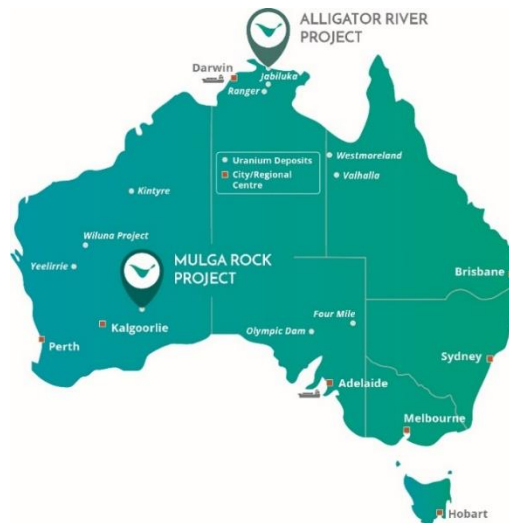 ALLIGATOR RIVER
PROJECT
Darwin
Jabiluka
Ranger
Uranium Deposits
City/Regional
Centre
Westmoreland
Valhalla
Kintyre
Wiluna Project
MULGA ROCK
PROJECT
Yeelirrie
Brisbane
Four Mile
Olympic Dam
Kalgoorlie
Perth
Sydney
Adelaide
Melbourne
Hobart